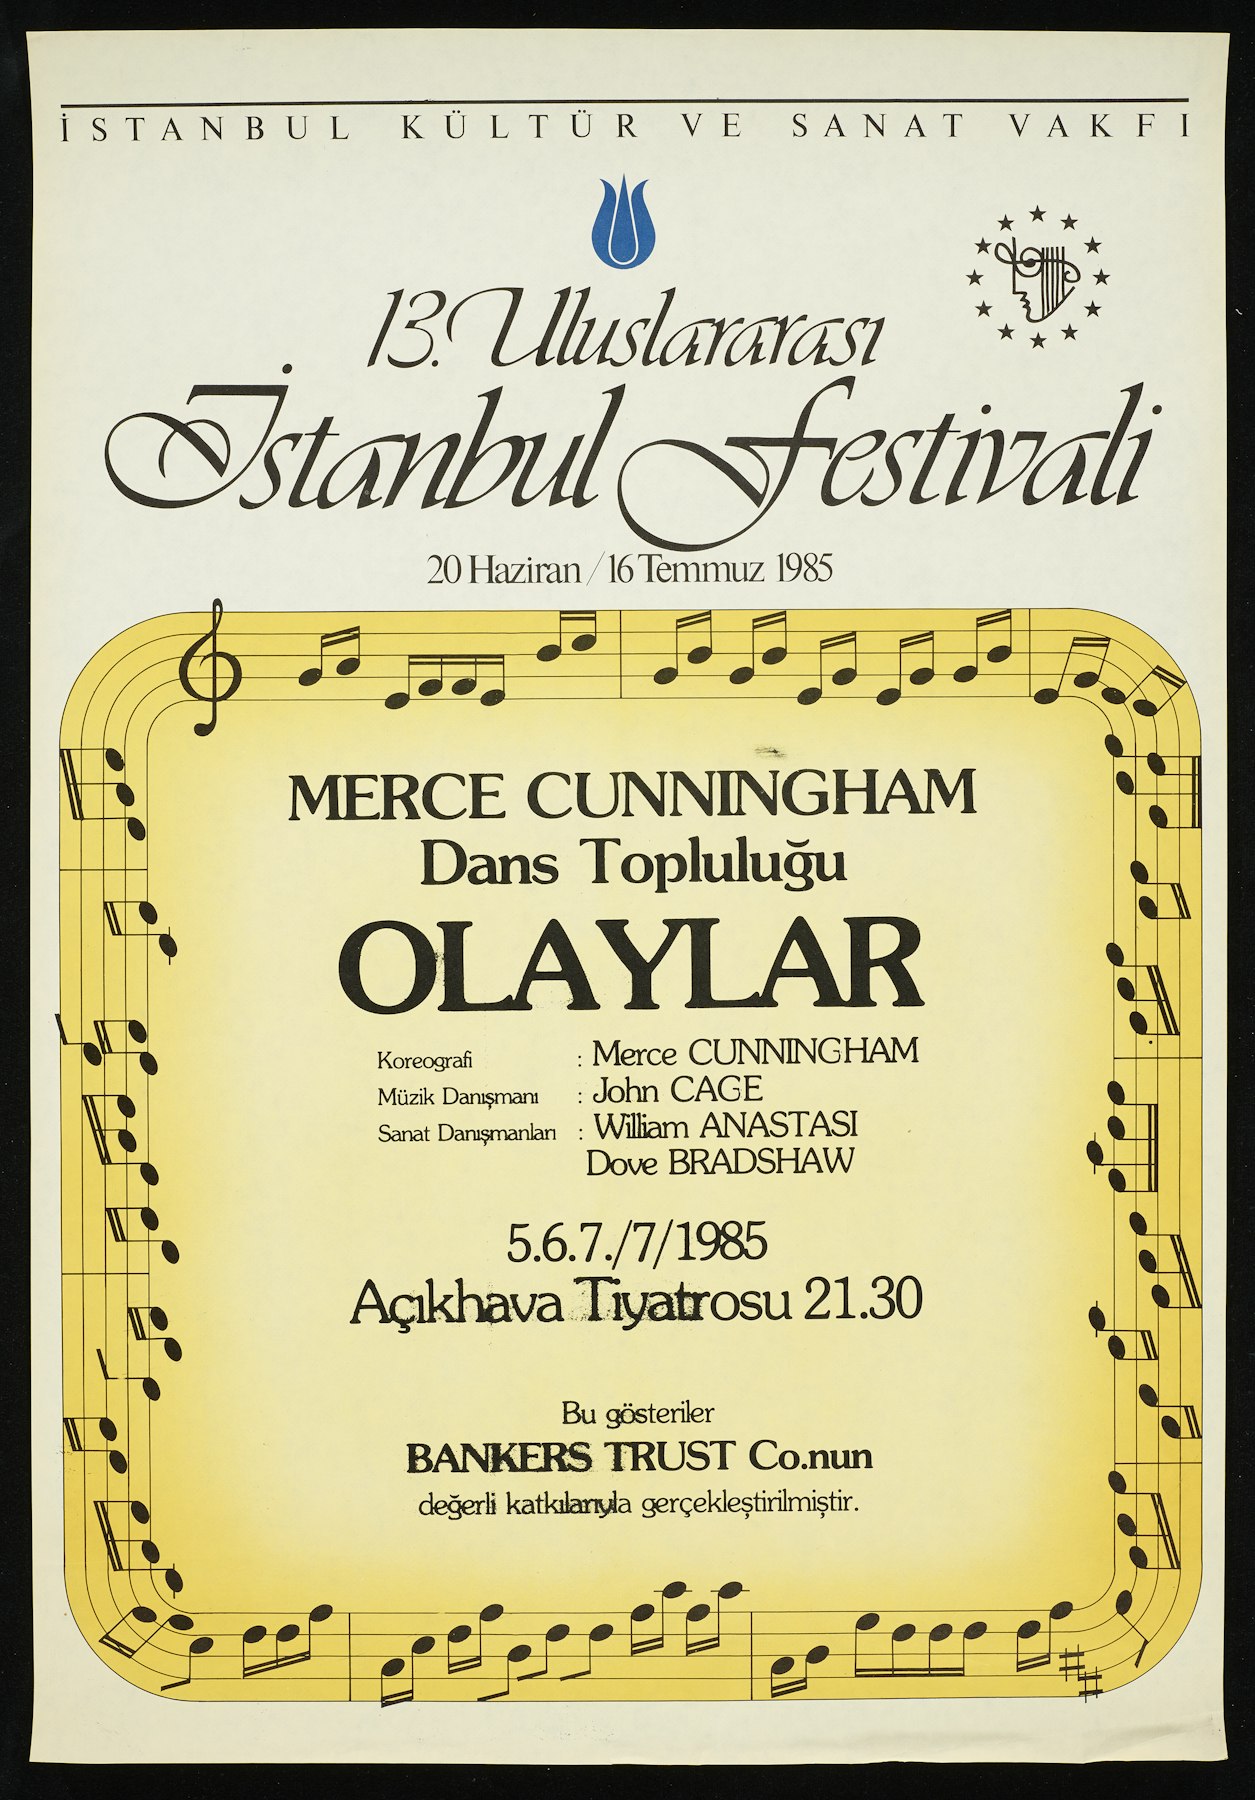 İSTANBUL KÜLTÜR VE SANAT VAKFI
13. Uluslararası
İstanbul Festivali
20 Haziran / 16 Temmuz 1985
MERCE CUNNINGHAM
Dans Topluluğu
OLAYLAR
Koreografi : Merce CUNNINGHAM
Müzik Danışmanı : John CAGE
Sanat Danışmanları : William ANASTASI
Dove BRADSHAW
5.6.7./7/1985
Açıkhava Tiyatrosu 21.30
Bu gösteriler
BANKERS TRUST Co.nun
değerli katkılarıyla gerçekleştirilmiştir.